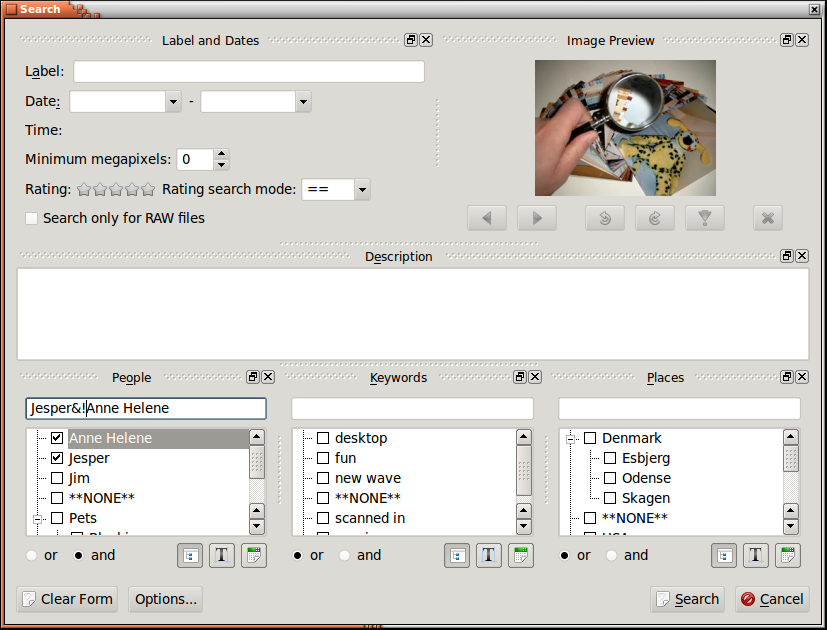 Search
Label and Dates
Image Preview
Label:
Date: -
Time:
Minimum megapixels: 0
Rating: Rating search mode: ==
Search only for RAW files
Description
People
Keywords
Places
Jesper&!Anne Helene
Anne Helene
Jesper
Jim
**NONE**
Pets
desktop
fun
new wave
**NONE**
scanned in
Denmark
Esbjerg
Odense
Skagen
**NONE**
or and T
or and T
or and T
Clear Form Options... Search Cancel